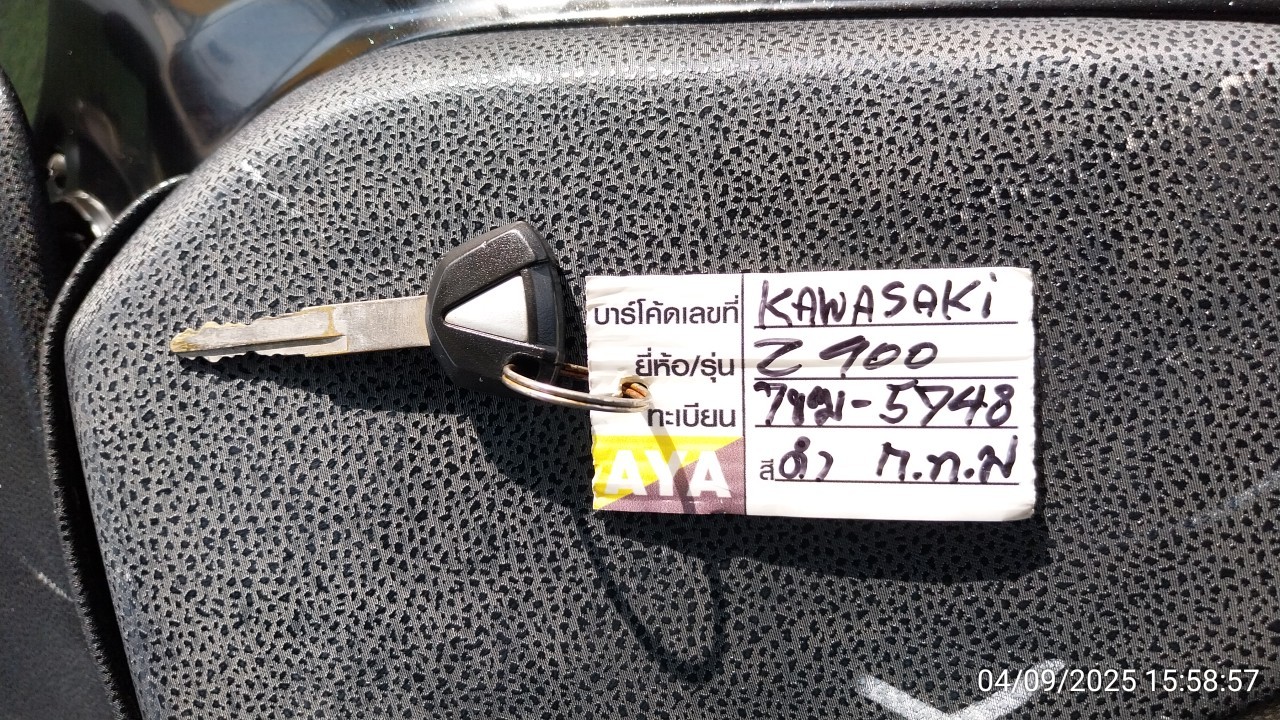 บาร์โค้ดเลขที่ KAWASAKi
ยี่ห้อ/รุ่น Z 900
ทะเบียน 7ขม-5748
AYA สี ดำ ก.ท.ม
04/09/2025 15:58:57